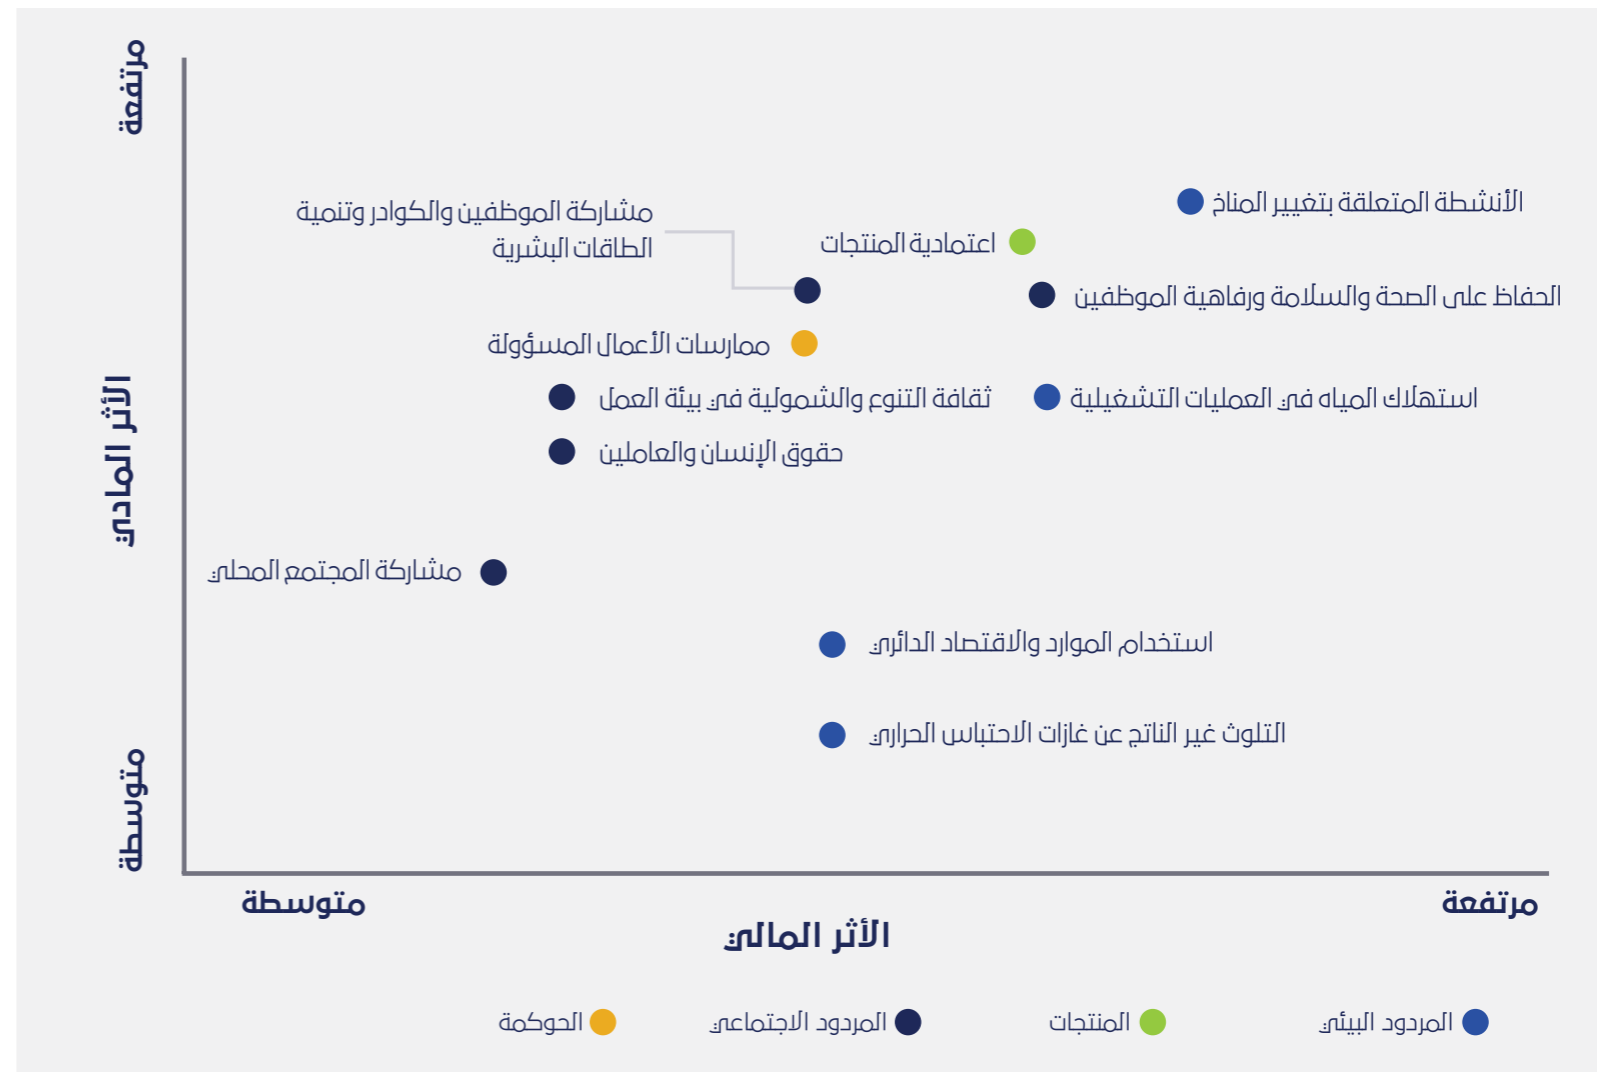 مرتفعة
الأنشطة المتعلقة بتغيير المناخ
مشاركة الموظفين والكوادر وتنمية
الطاقات البشرية
اعتمادية المنتجات
الحفاظ على الصحة والسلامة ورفاهية الموظفين
ممارسات الأعمال المسؤولة
استهلاك المياه في العمليات التشغيلية
ثقافة التنوع والشمولية في بيئة العمل
حقوق الإنسان والعاملين
الأثر المادي
مشاركة المجتمع المحلي
استخدام الموارد والاقتصاد الدائري
التلوث غير الناتج عن غازات الاحتباس الحراري
متوسطة
مرتفعة
متوسطة
الأثر المالي
المردود البيئي
المنتجات
المردود الاجتماعي
الحوكمة